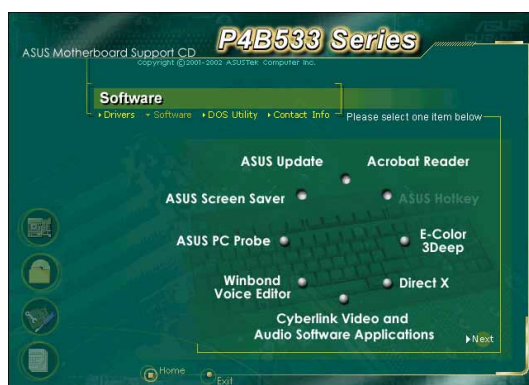 P4B533 Series
ASUS Motherboard Support CD
Copyright ©2001-2002 ASUSTek Computer Inc.
Software
Drivers Software DOS Utility Contact Info Please select one item below
ASUS Update Acrobat Reader
ASUS Screen Saver ASUS Hotkey
ASUS PC Probe E-Color
3Deep
Winbond
Voice Editor Direct X
Cyberlink Video and
Audio Software Applications
Next
Home
Exit